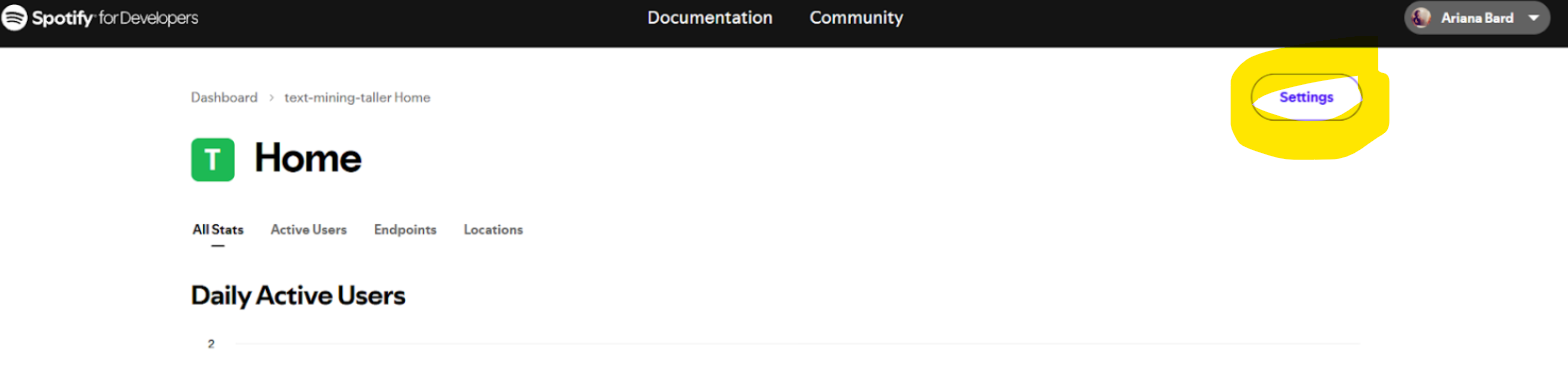 Spotify for Developers
Documentation
Community
Ariana Bard
Dashboard > text-mining-taller Home
Settings
T
Home
All Stats
Active Users
Endpoints
Locations
Daily Active Users
2